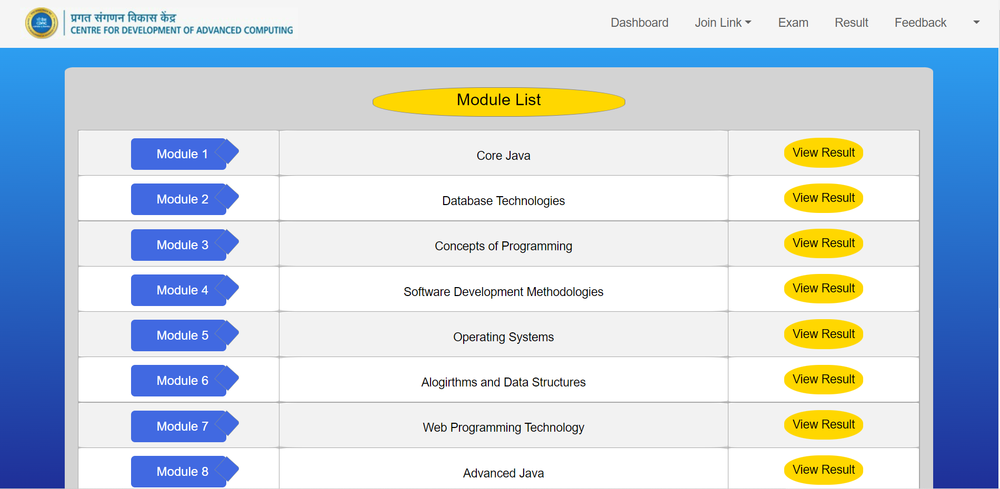 प्रगत संगणन विकास केंद्र
CENTRE FOR DEVELOPMENT OF ADVANCED COMPUTING
Dashboard Join Link Exam Result Feedback
Module List
Module 1 Core Java View Result
Module 2 Database Technologies View Result
Module 3 Concepts of Programming View Result
Module 4 Software Development Methodologies View Result
Module 5 Operating Systems View Result
Module 6 Alogirthms and Data Structures View Result
Module 7 Web Programming Technology View Result
Module 8 Advanced Java View Result